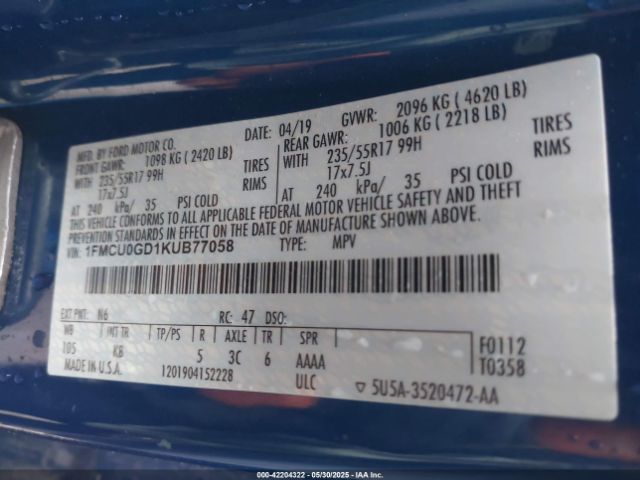 MFD. BY FORD MOTOR CO. DATE: 04/19 GVWR: 2096 KG ( 4620 LB)
FRONT GAWR: 1098 KG ( 2420 LB) REAR GAWR: 1006 KG ( 2218 LB)
WITH 235/55R17 99H TIRES WITH 235/55R17 99H TIRES
17x7.5J RIMS 17x7.5J RIMS
AT 240 kPa/ 35 PSI COLD AT 240 kPa/ 35 PSI COLD
THIS VEHICLE CONFORMS TO ALL APPLICABLE FEDERAL MOTOR VEHICLE SAFETY AND THEFT
PREVENTION STANDARDS IN EFFECT ON THE DATE OF MANUFACTURE SHOWN ABOVE.
VIN: 1FMCU0GD1KUB77058 TYPE: MPV
EXT PNT: N6 RC: 47 DSO:
WB INT TR TP/PS R AXLE TR SPR F0112
105 KB 5 3C 6 AAAA T0358
MADE IN U.S.A. 1201904152228 ULC ▽ 5U5A-3520472-AA
000-42204322 - 05/30/2025 - IAA Inc.